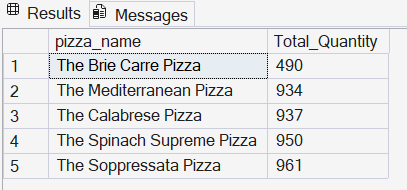 Results Messages
pizza_name Total_Quantity
1 The Brie Carre Pizza 490
2 The Mediterranean Pizza 934
3 The Calabrese Pizza 937
4 The Spinach Supreme Pizza 950
5 The Soppressata Pizza 961